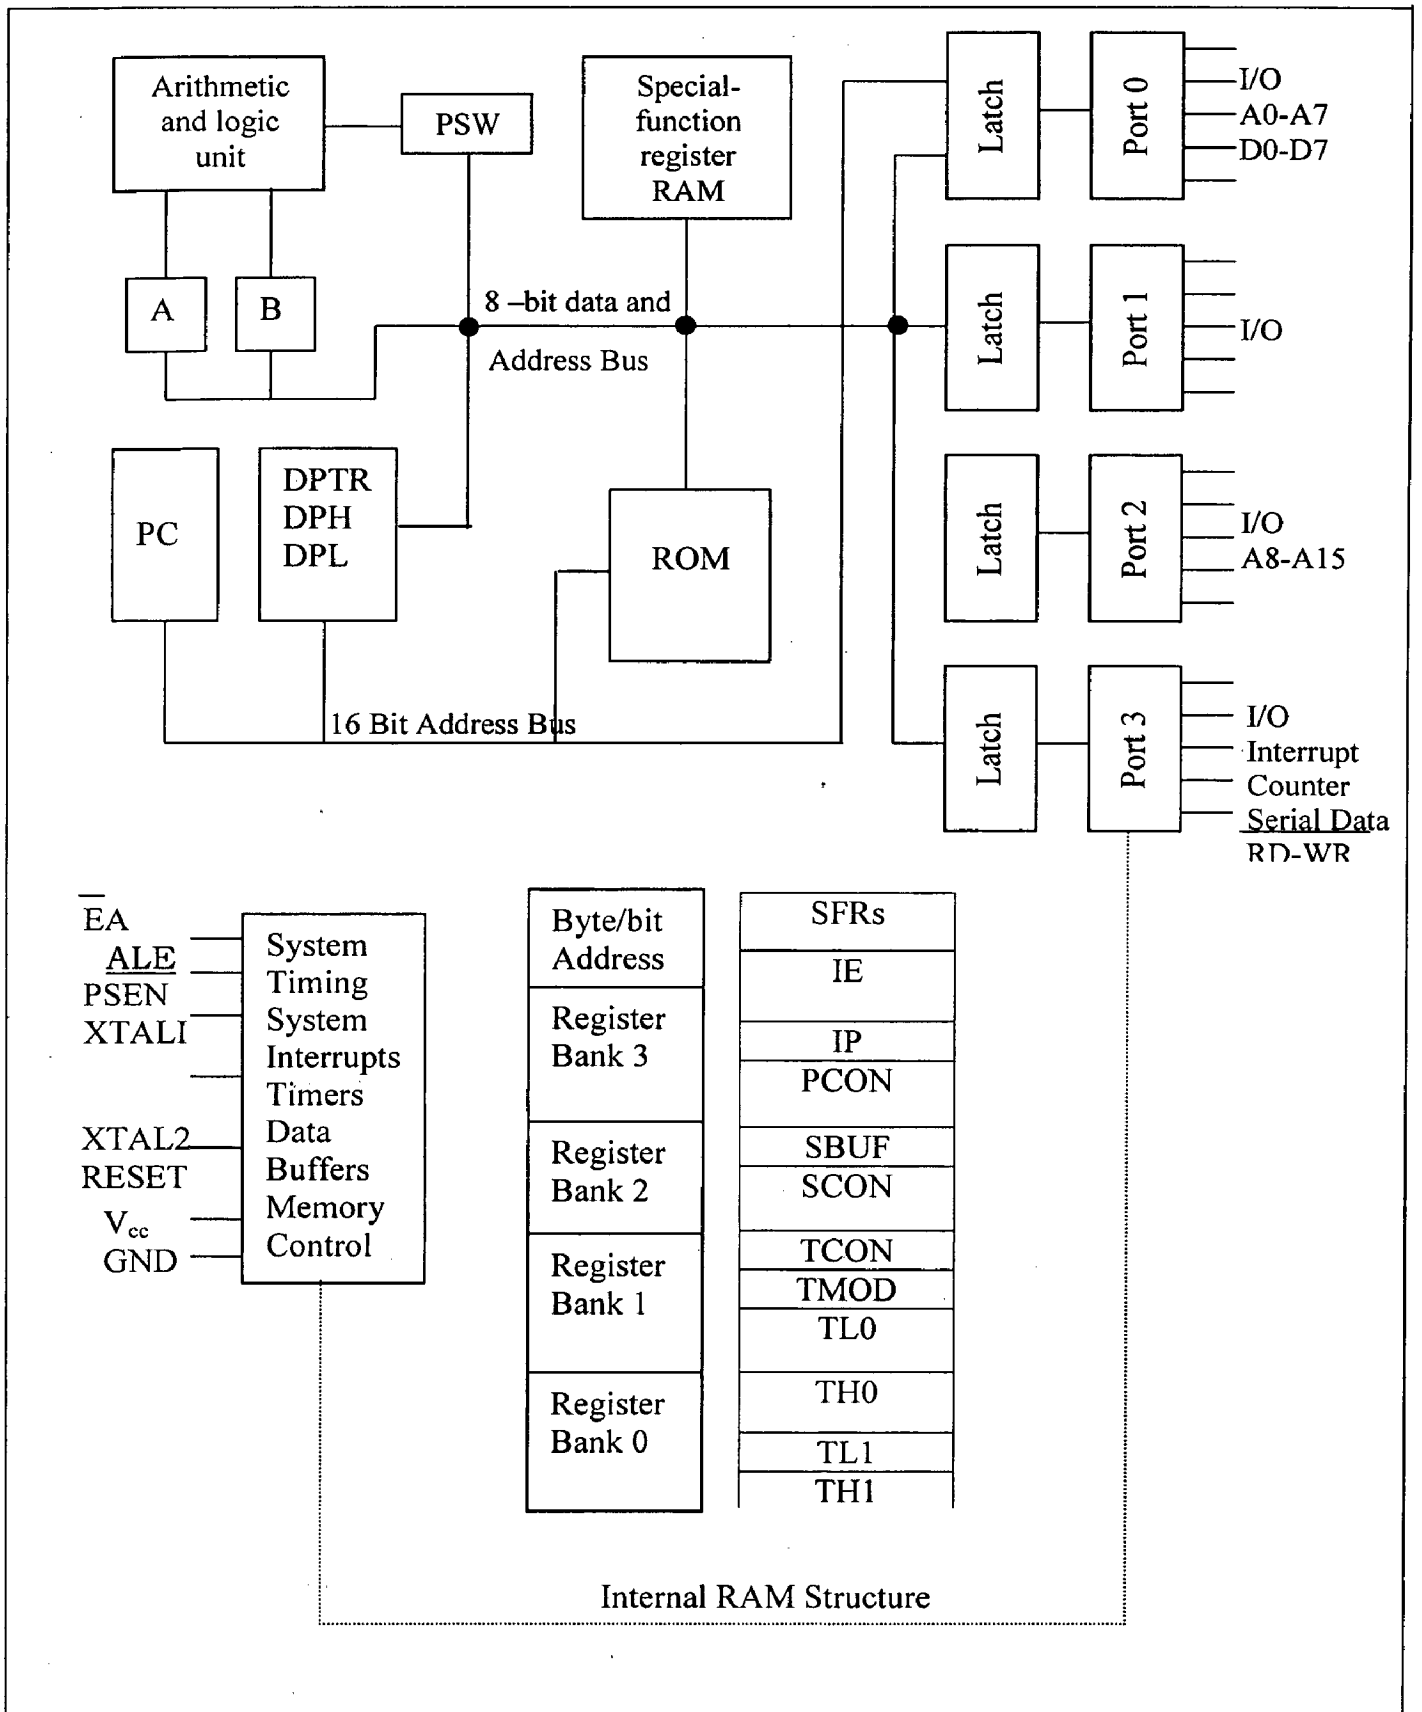 Arithmetic
and logic
unit
PSW
Special-
function
register
RAM
Latch
Port 0
I/O
A0-A7
D0-D7
A
B
8 –bit data and
Address Bus
Latch
Port 1
I/O
PC
DPTR
DPH
DPL
ROM
Latch
Port 2
I/O
A8-A15
16 Bit Address Bus
Latch
Port 3
I/O
Interrupt
Counter
Serial Data
RD-WR
EA
ALE
PSEN
XTALI
XTAL2
RESET
Vcc
GND
System
Timing
System
Interrupts
Timers
Data
Buffers
Memory
Control
Byte/bit
Address
Register
Bank 3
Register
Bank 2
Register
Bank 1
Register
Bank 0
SFRs
IE
IP
PCON
SBUF
SCON
TCON
TMOD
TL0
TH0
TL1
TH1
Internal RAM Structure